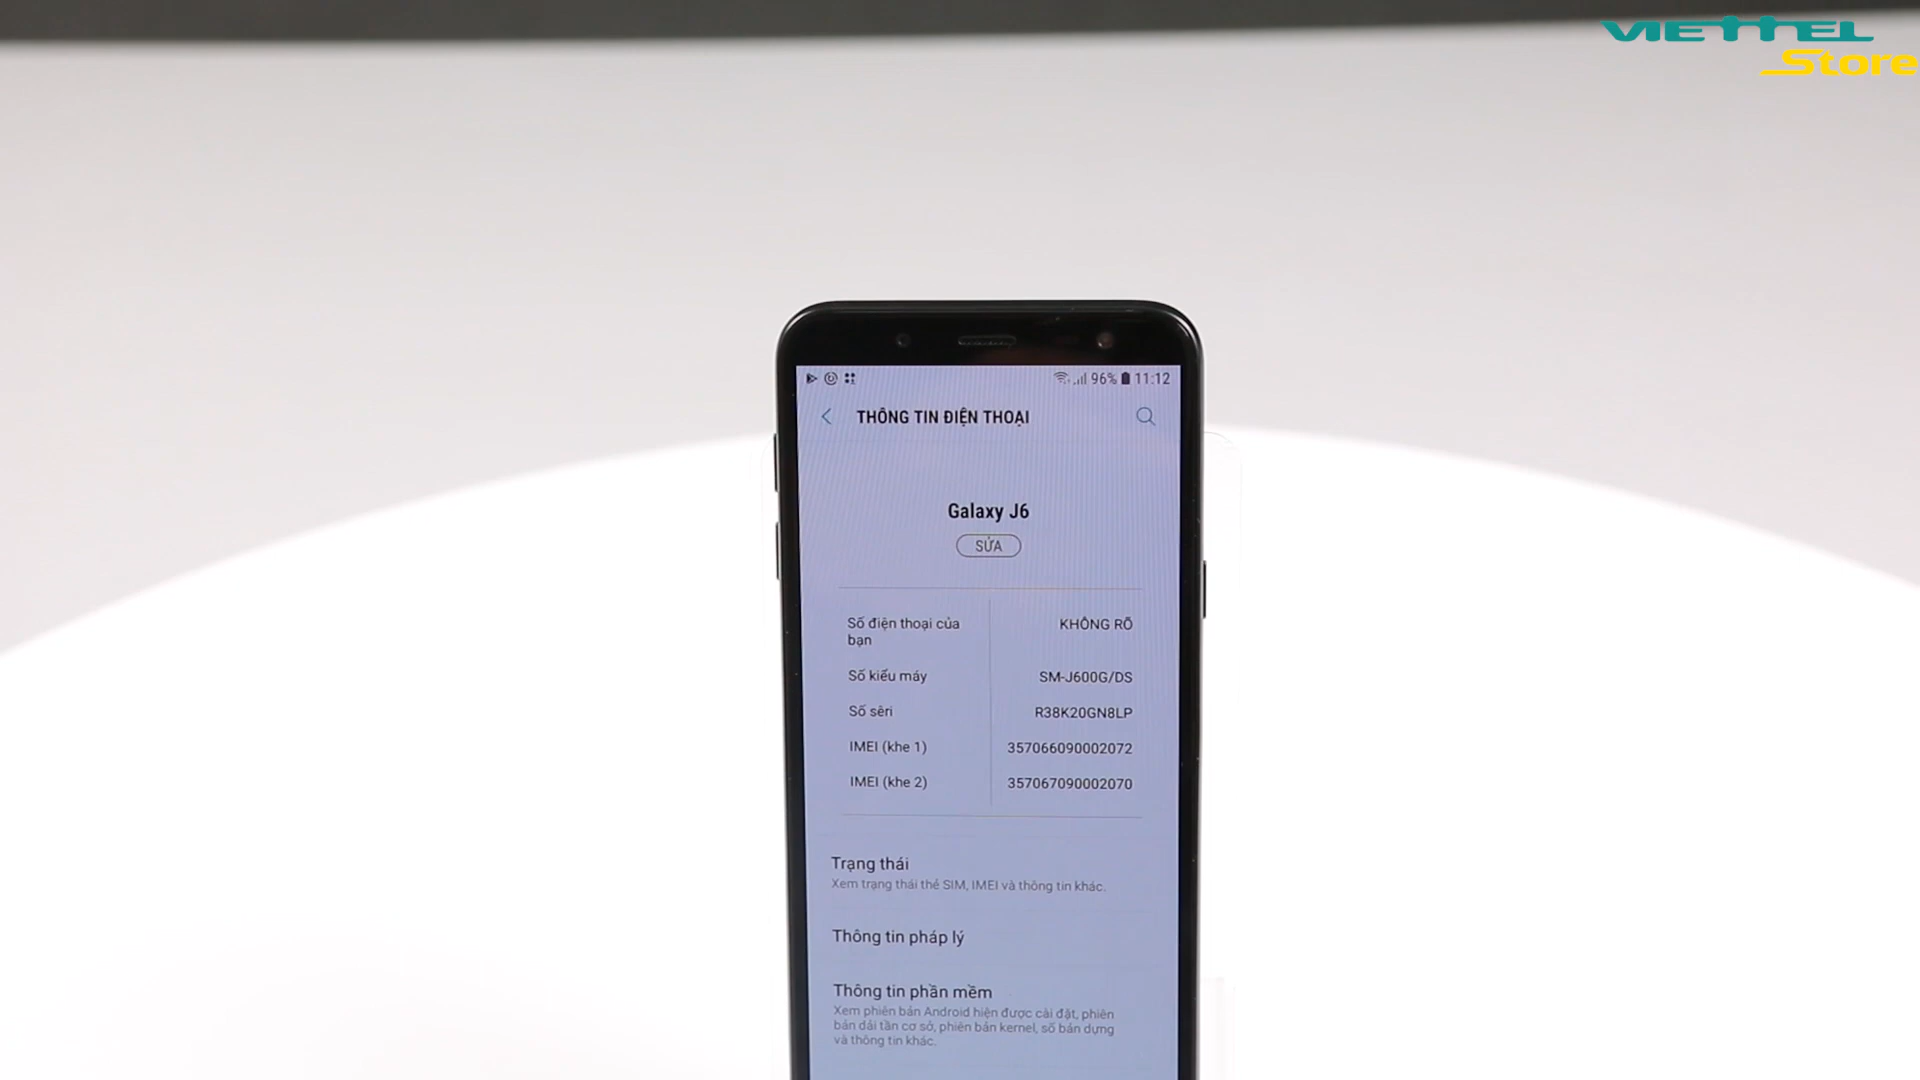 VIETTEL
Store
96% 11:12
THÔNG TIN ĐIỆN THOẠI
Galaxy J6
SỬA
Số điện thoại của bạn KHÔNG RÕ
Số kiểu máy SM-J600G/DS
Số sêri R38K20GN8LP
IMEI (khe 1) 357066090002072
IMEI (khe 2) 357067090002070
Trạng thái
Xem trạng thái thẻ SIM, IMEI và thông tin khác.
Thông tin pháp lý
Thông tin phần mềm
Xem phiên bản Android hiện được cài đặt, phiên
bản dải tần cơ sở, phiên bản kernel, số bản dựng
và thông tin khác.